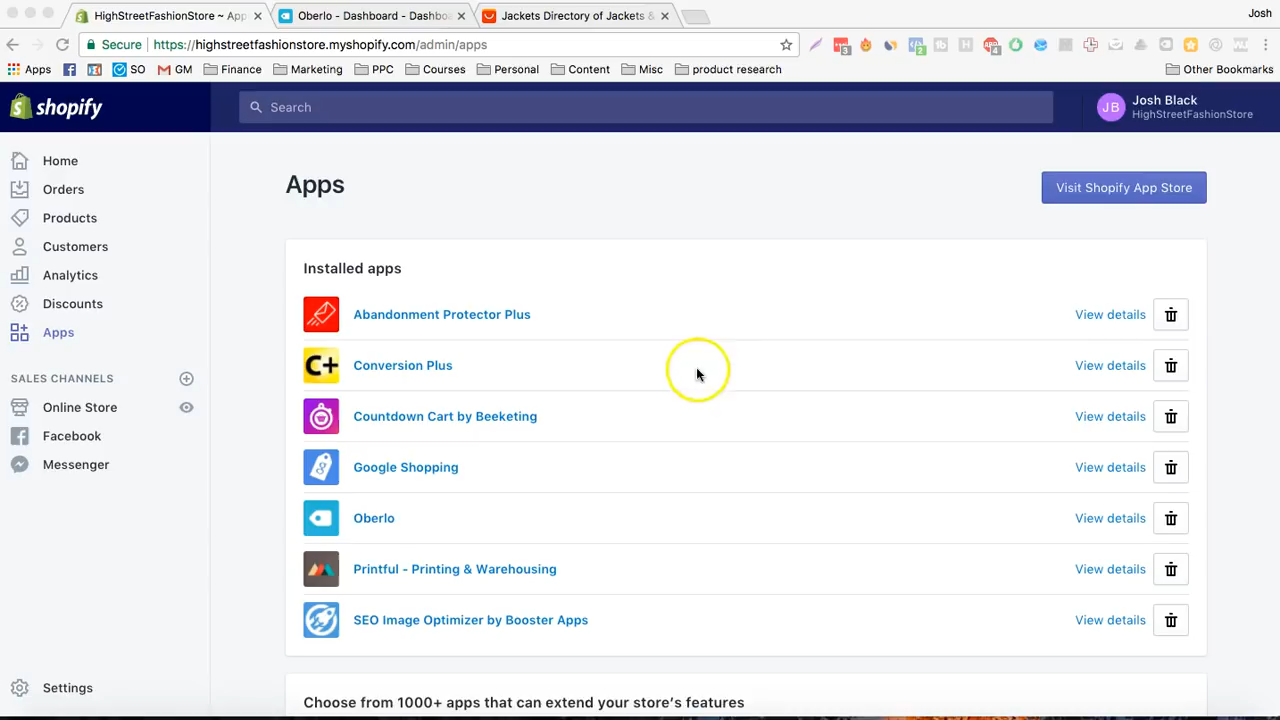 HighStreetFashionStore ~ App
Oberlo - Dashboard - Dashbo
Jackets Directory of Jackets &
Josh
Secure
https://highstreetfashionstore.myshopify.com/admin/apps
Apps
SO
GM
Finance
Marketing
PPC
Courses
Personal
Content
Misc
product research
Other Bookmarks
shopify
Search
JB
Josh Black
HighStreetFashionStore
Home
Orders
Products
Customers
Analytics
Discounts
Apps
SALES CHANNELS
Online Store
Facebook
Messenger
Settings
Apps
Visit Shopify App Store
Installed apps
Abandonment Protector Plus
View details
C+
Conversion Plus
View details
Countdown Cart by Beeketing
View details
Google Shopping
View details
Oberlo
View details
Printful - Printing & Warehousing
View details
SEO Image Optimizer by Booster Apps
View details
Choose from 1000+ apps that can extend your store's features